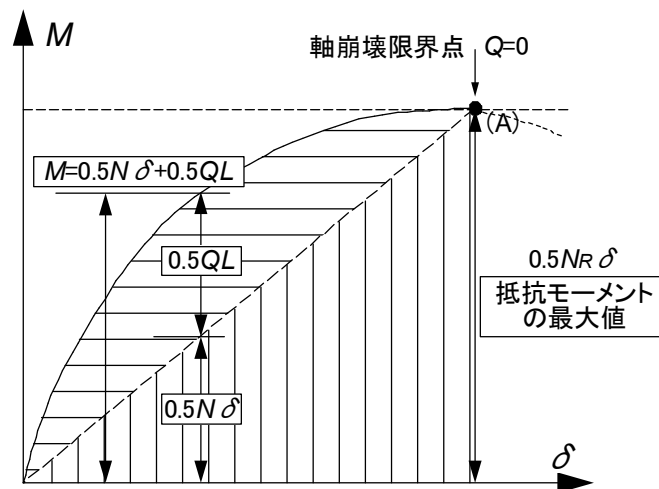 M
軸崩壊限界点 Q=0
(A)
M=0.5Nδ+0.5QL
0.5QL
0.5NRδ
抵抗モーメント
の最大値
0.5Nδ
δ